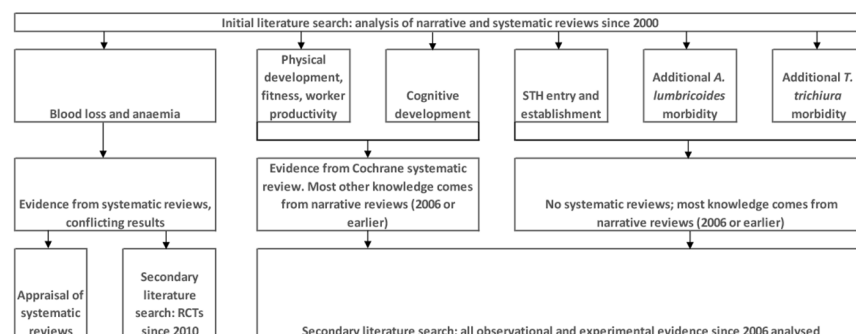 Initial literature search: analysis of narrative and systematic reviews since 2000
Blood loss and anaemia
Physical
development,
fitness, worker
productivity
Cognitive
development
STH entry and
establishment
Additional A.
lumbricoides
morbidity
Additional T.
trichiura
morbidity
Evidence from systematic reviews,
conflicting results
Evidence from Cochrane systematic
review. Most other knowledge comes
from narrative reviews (2006 or
earlier)
No systematic reviews; most knowledge comes from
narrative reviews (2006 or earlier)
Appraisal of
systematic
reviews
Secondary
literature
search: RCTs
since 2010
Secondary literature search: all observational and experimental evidence since 2006 analysed